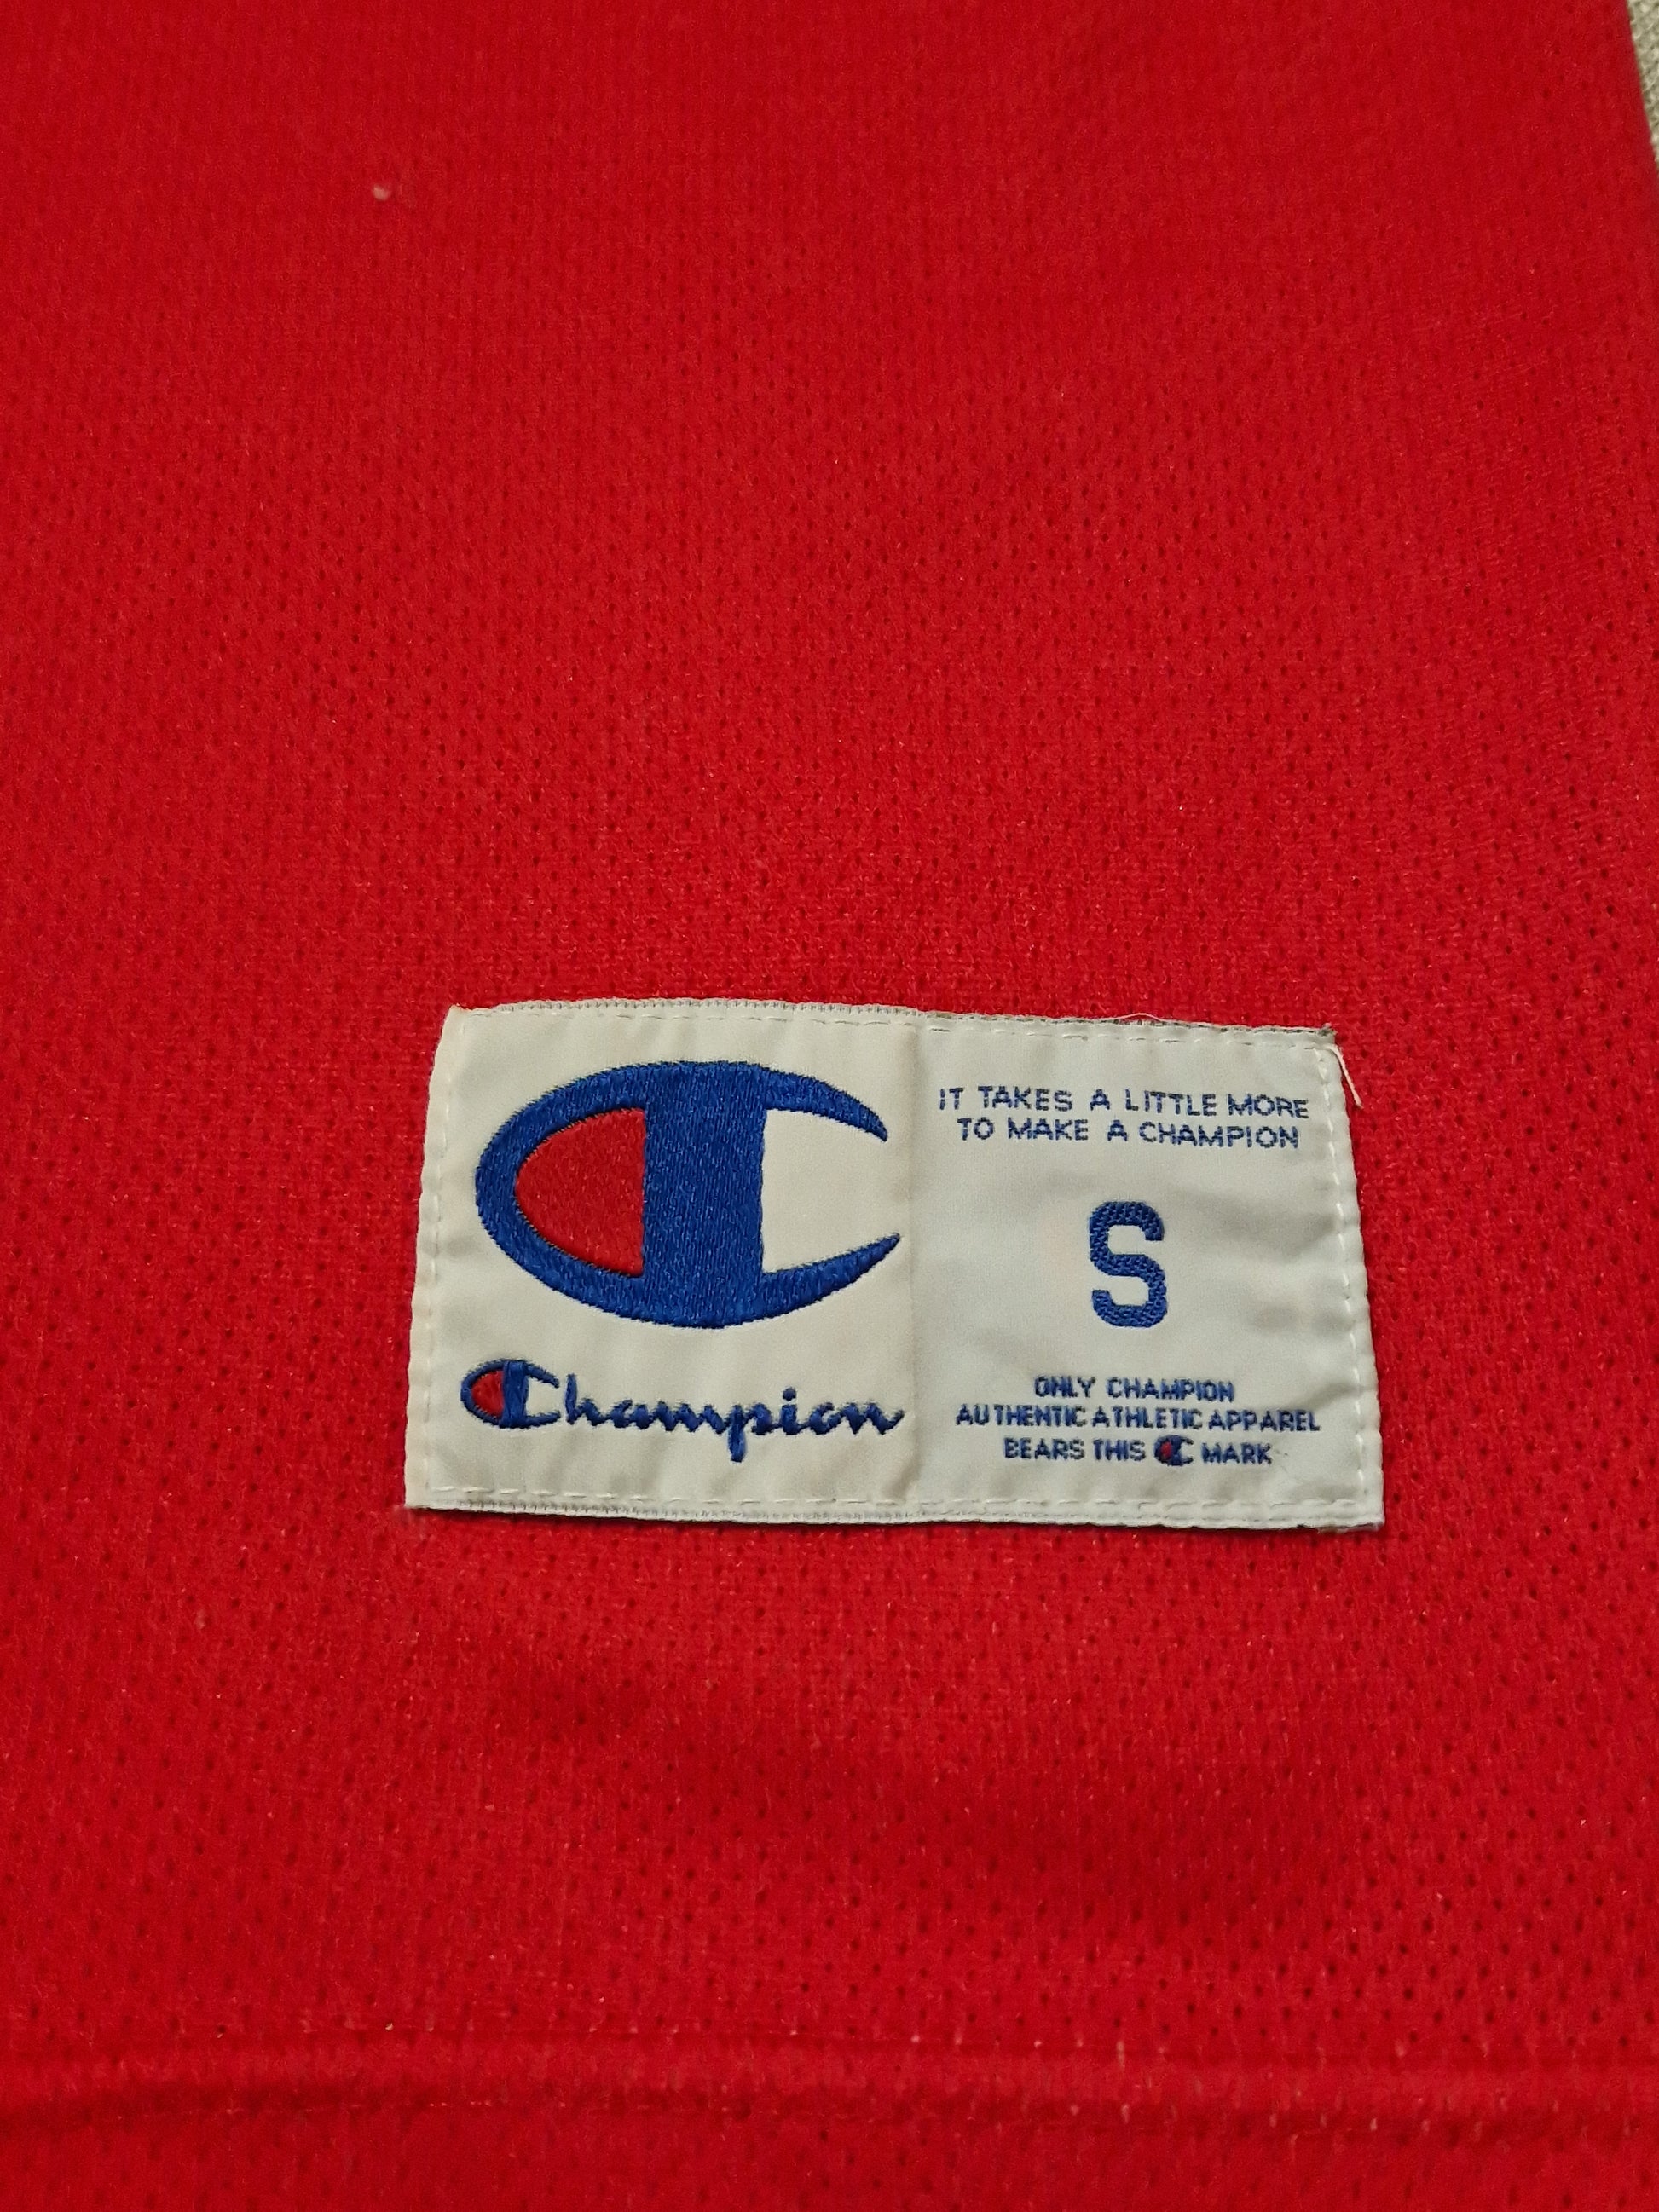 Champion
IT TAKES A LITTLE MORE
TO MAKE A CHAMPION
S
ONLY CHAMPION
AUTHENTIC ATHLETIC APPAREL
BEARS THIS C MARK